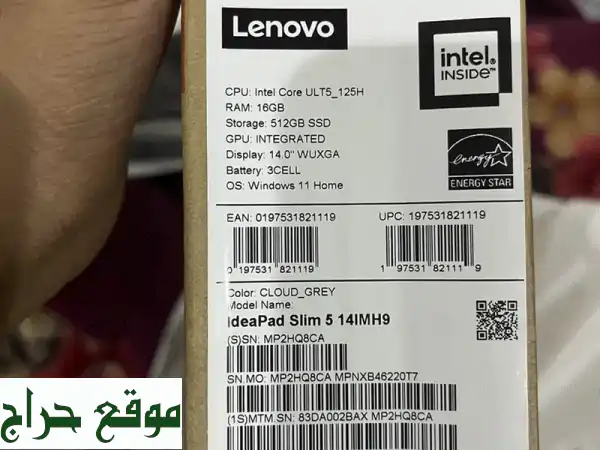 Lenovo
intel.
INSIDE™
CPU: Intel Core ULT5_125H
RAM: 16GB
Storage: 512GB SSD
GPU: INTEGRATED
Display: 14.0" WUXGA
Battery: 3CELL
OS: Windows 11 Home
energy
ENERGY STAR
EAN: 0197531821119
UPC: 197531821119
0 197531 821119
1 97531 82111 9
Color: CLOUD_GREY
Model Name:
IdeaPad Slim 5 14IMH9
(S)SN: MP2HQ8CA
SN.MO: MP2HQ8CA MPNXB46220T7
(1S)MTM.SN: 83DA002BAX MP2HQ8CA
موقع حراج